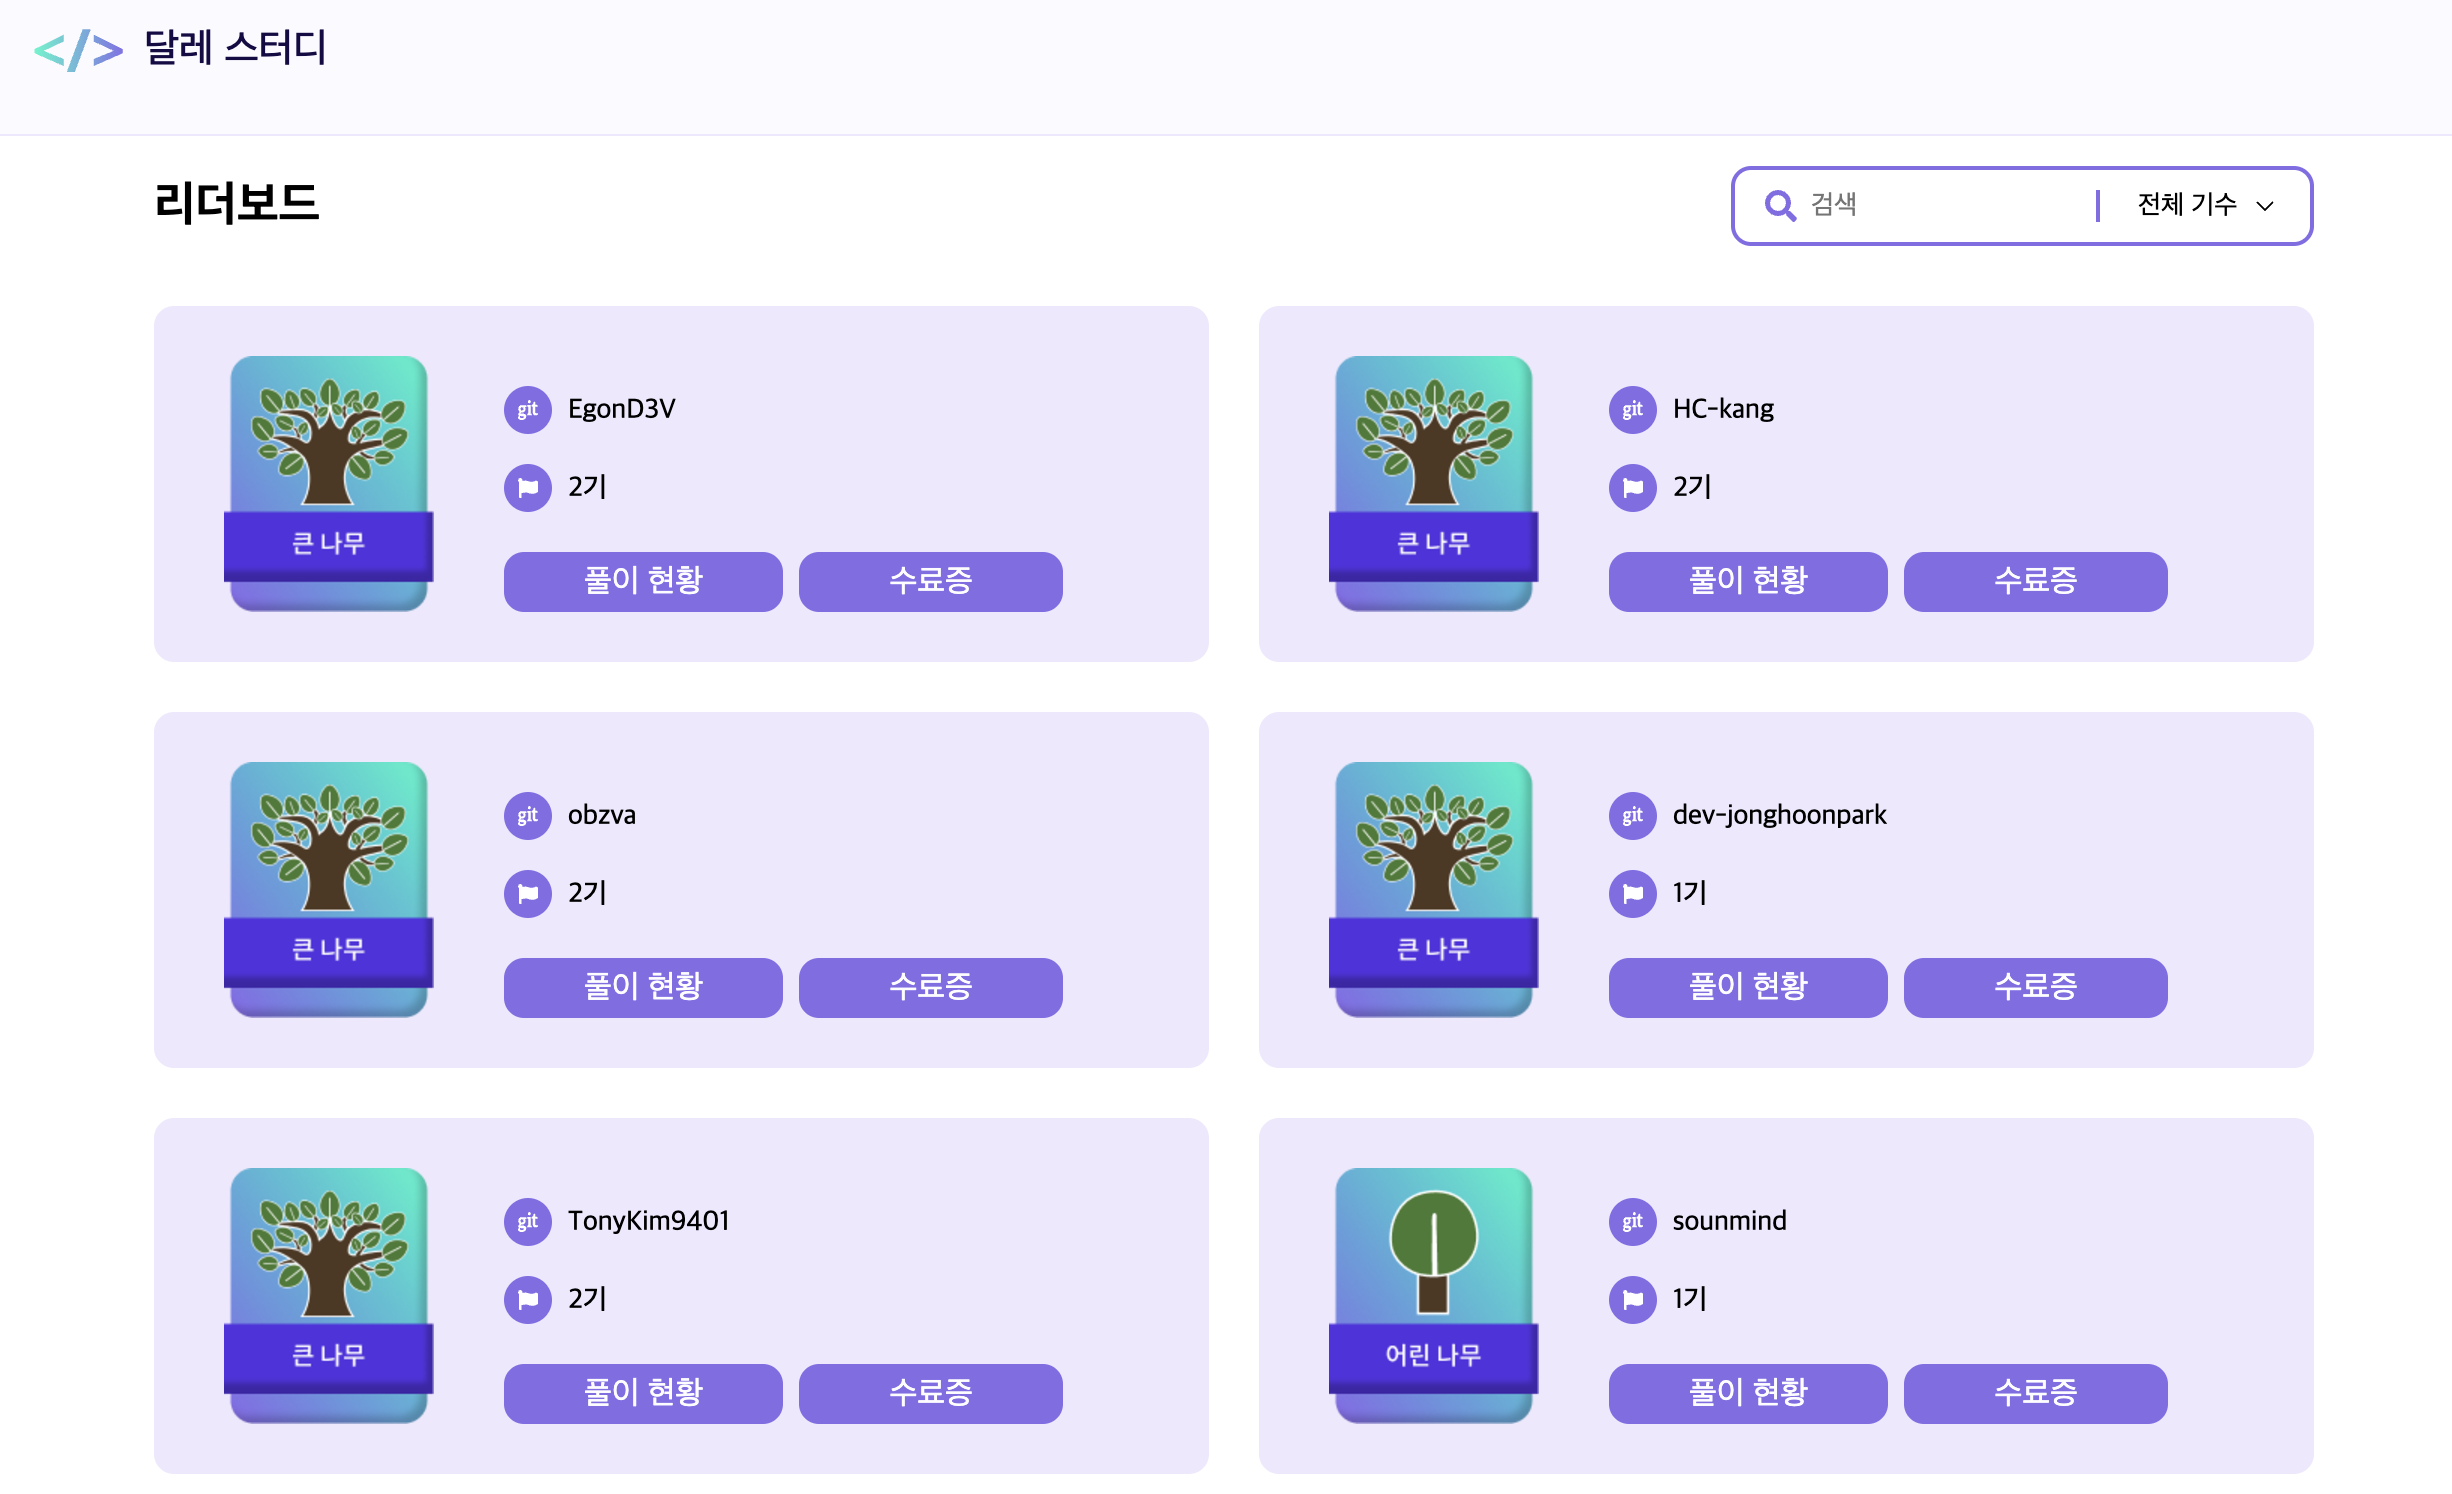 </> 달레 스터디
리더보드
검색
전체 기수
큰 나무
git EgonD3V
2기
풀이 현황
수료증
큰 나무
git HC-kang
2기
풀이 현황
수료증
큰 나무
git obzva
2기
풀이 현황
수료증
큰 나무
git dev-jonghoonpark
1기
풀이 현황
수료증
큰 나무
git TonyKim9401
2기
풀이 현황
수료증
어린 나무
git sounmind
1기
풀이 현황
수료증